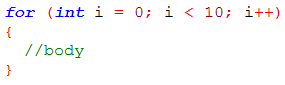 for (int i = 0; i < 10; i++)
{
  //body
}